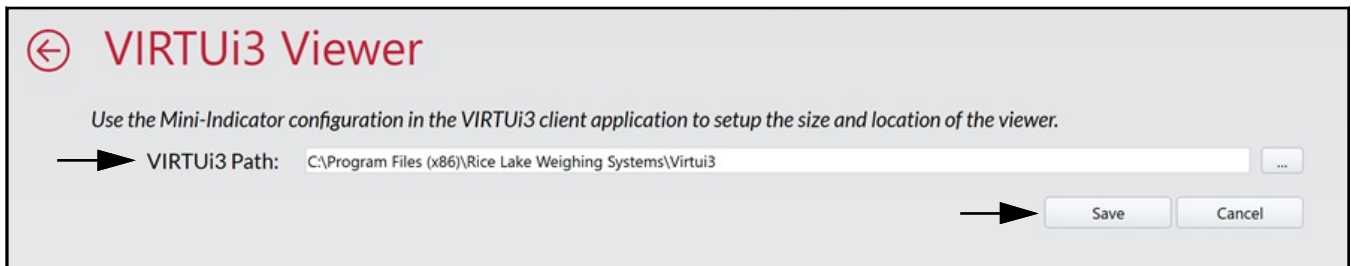 VIRTUi3 Viewer
Use the Mini-Indicator configuration in the VIRTUi3 client application to setup the size and location of the viewer.
VIRTUi3 Path: C:\Program Files (x86)\Rice Lake Weighing Systems\Virtui3 ...
Save Cancel